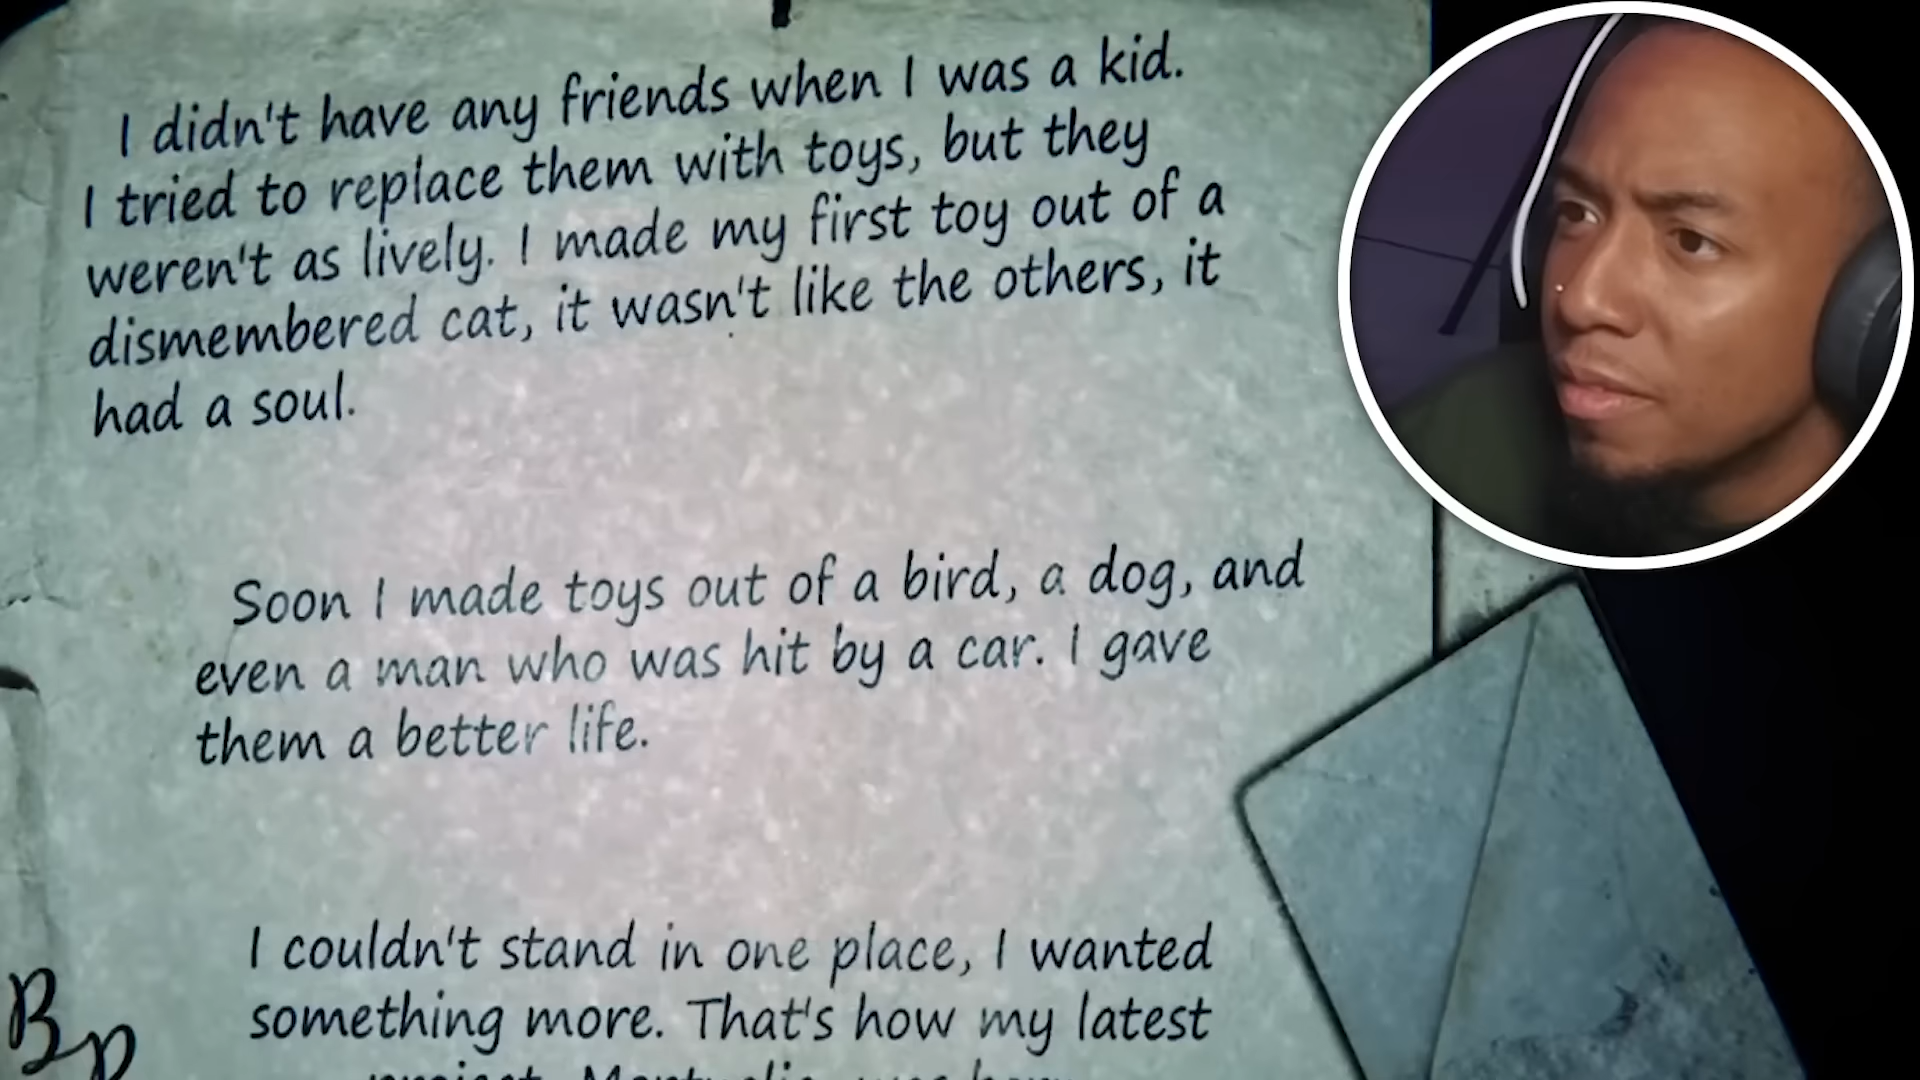 I didn't have any friends when I was a kid.
I tried to replace them with toys, but they
weren't as lively. I made my first toy out of a
dismembered cat, it wasn't like the others, it
had a soul.
Soon I made toys out of a bird, a dog, and
even a man who was hit by a car. I gave
them a better life.
I couldn't stand in one place, I wanted
something more. That's how my latest